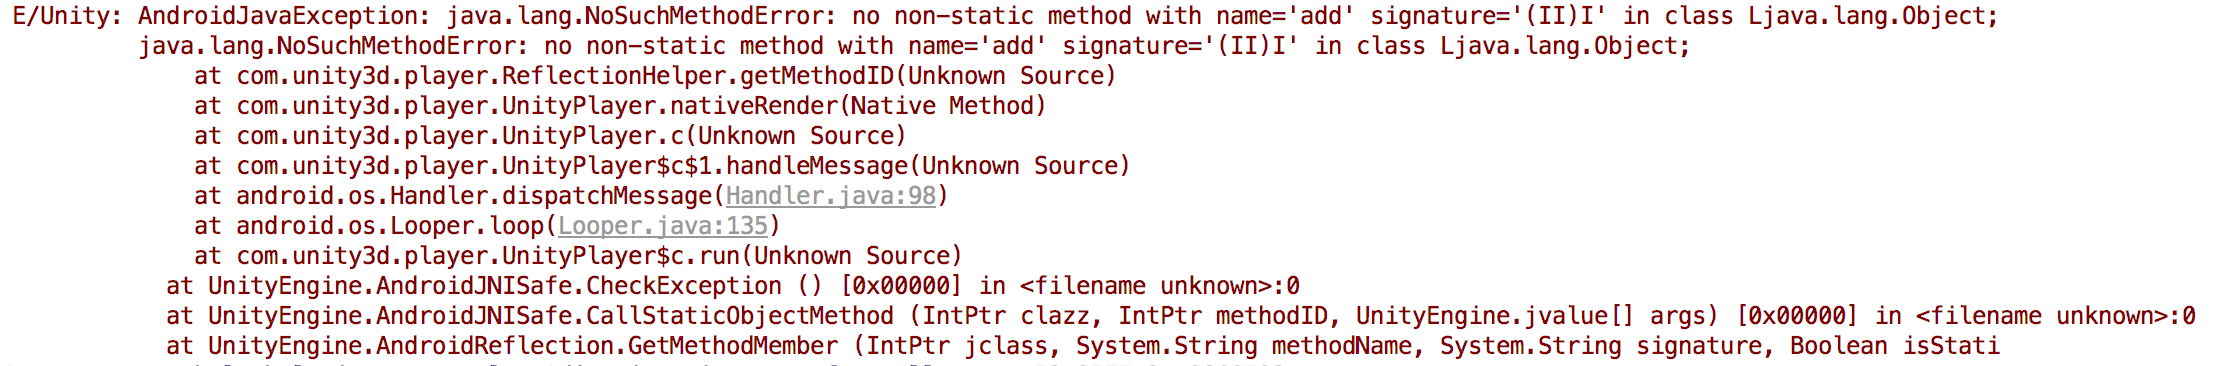 E/Unity: AndroidJavaException: java.lang.NoSuchMethodError: no non-static method with name='add' signature='(II)I' in class Ljava.lang.Object;
java.lang.NoSuchMethodError: no non-static method with name='add' signature='(II)I' in class Ljava.lang.Object;
at com.unity3d.player.ReflectionHelper.getMethodID(Unknown Source)
at com.unity3d.player.UnityPlayer.nativeRender(Native Method)
at com.unity3d.player.UnityPlayer.c(Unknown Source)
at com.unity3d.player.UnityPlayer$c$1.handleMessage(Unknown Source)
at android.os.Handler.dispatchMessage(Handler.java:98)
at android.os.Looper.loop(Looper.java:135)
at com.unity3d.player.UnityPlayer$c.run(Unknown Source)
at UnityEngine.AndroidJNISafe.CheckException () [0x00000] in <filename unknown>:0
at UnityEngine.AndroidJNISafe.CallStaticObjectMethod (IntPtr clazz, IntPtr methodID, UnityEngine.jvalue[] args) [0x00000] in <filename unknown>:0
at UnityEngine.AndroidReflection.GetMethodMember (IntPtr jclass, System.String methodName, System.String signature, Boolean isStati